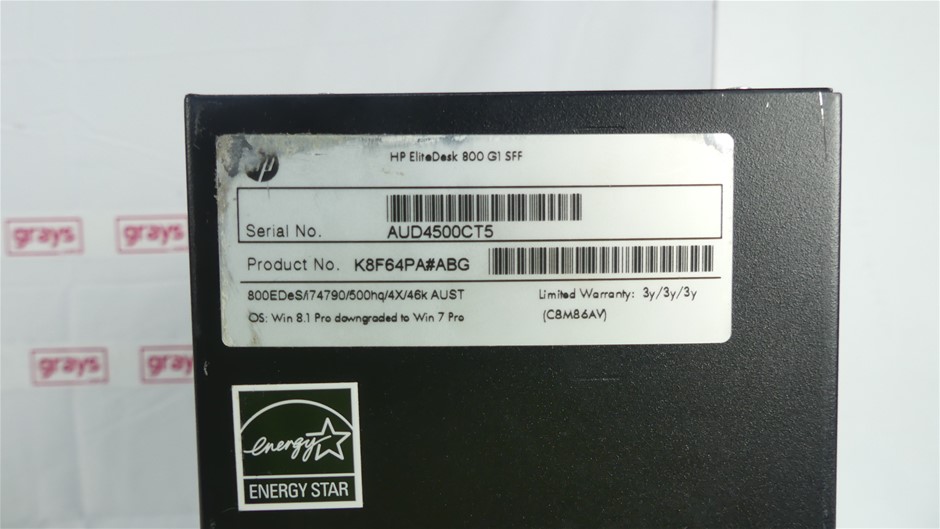 hp
HP EliteDesk 800 G1 SFF
Serial No.
AUD4500CT5
Product No. K8F64PA#ABG
800EDeS/i74790/500hq/4X/46k AUST
Limited Warranty: 3y/3y/3y
OS: Win 8.1 Pro downgraded to Win 7 Pro
(C8M86AV)
grays
grays
grays
grays
energy
ENERGY STAR